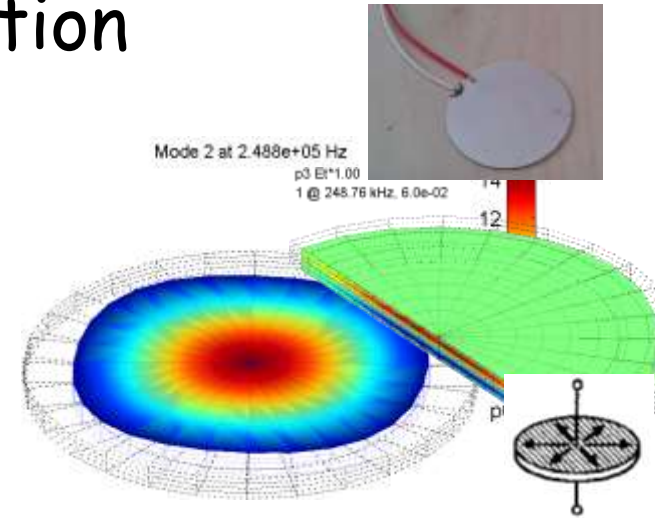 tion
Mode 2 at 2.488e+05 Hz
p3 Et*1.00
1 @ 248.76 kHz, 6.0e-02
14
12